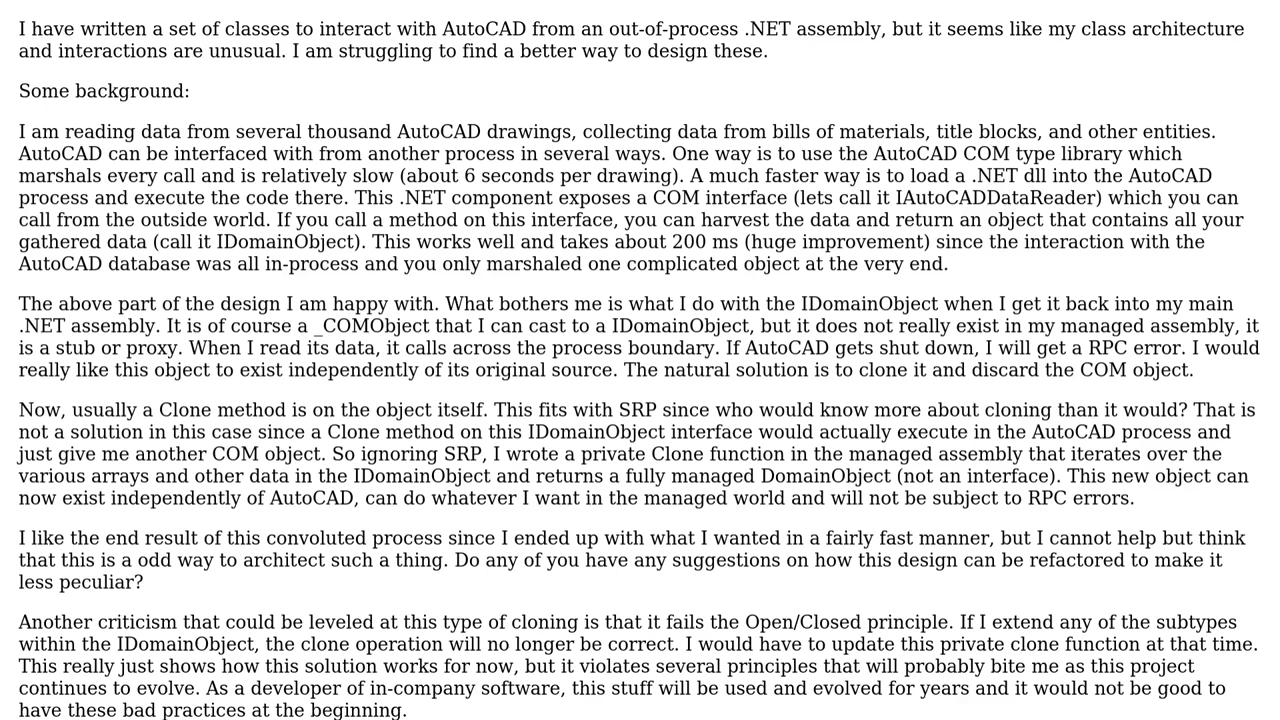 I have written a set of classes to interact with AutoCAD from an out-of-process .NET assembly, but it seems like my class architecture
and interactions are unusual. I am struggling to find a better way to design these.
Some background:
I am reading data from several thousand AutoCAD drawings, collecting data from bills of materials, title blocks, and other entities.
AutoCAD can be interfaced with from another process in several ways. One way is to use the AutoCAD COM type library which
marshals every call and is relatively slow (about 6 seconds per drawing). A much faster way is to load a .NET dll into the AutoCAD
process and execute the code there. This .NET component exposes a COM interface (lets call it IAutoCADDataReader) which you can
call from the outside world. If you call a method on this interface, you can harvest the data and return an object that contains all your
gathered data (call it IDomainObject). This works well and takes about 200 ms (huge improvement) since the interaction with the
AutoCAD database was all in-process and you only marshaled one complicated object at the very end.
The above part of the design I am happy with. What bothers me is what I do with the IDomainObject when I get it back into my main
.NET assembly. It is of course a _COMObject that I can cast to a IDomainObject, but it does not really exist in my managed assembly, it
is a stub or proxy. When I read its data, it calls across the process boundary. If AutoCAD gets shut down, I will get a RPC error. I would
really like this object to exist independently of its original source. The natural solution is to clone it and discard the COM object.
Now, usually a Clone method is on the object itself. This fits with SRP since who would know more about cloning than it would? That is
not a solution in this case since a Clone method on this IDomainObject interface would actually execute in the AutoCAD process and
just give me another COM object. So ignoring SRP, I wrote a private Clone function in the managed assembly that iterates over the
various arrays and other data in the IDomainObject and returns a fully managed DomainObject (not an interface). This new object can
now exist independently of AutoCAD, can do whatever I want in the managed world and will not be subject to RPC errors.
I like the end result of this convoluted process since I ended up with what I wanted in a fairly fast manner, but I cannot help but think
that this is a odd way to architect such a thing. Do any of you have any suggestions on how this design can be refactored to make it
less peculiar?
Another criticism that could be leveled at this type of cloning is that it fails the Open/Closed principle. If I extend any of the subtypes
within the IDomainObject, the clone operation will no longer be correct. I would have to update this private clone function at that time.
This really just shows how this solution works for now, but it violates several principles that will probably bite me as this project
continues to evolve. As a developer of in-company software, this stuff will be used and evolved for years and it would not be good to
have these bad practices at the beginning.